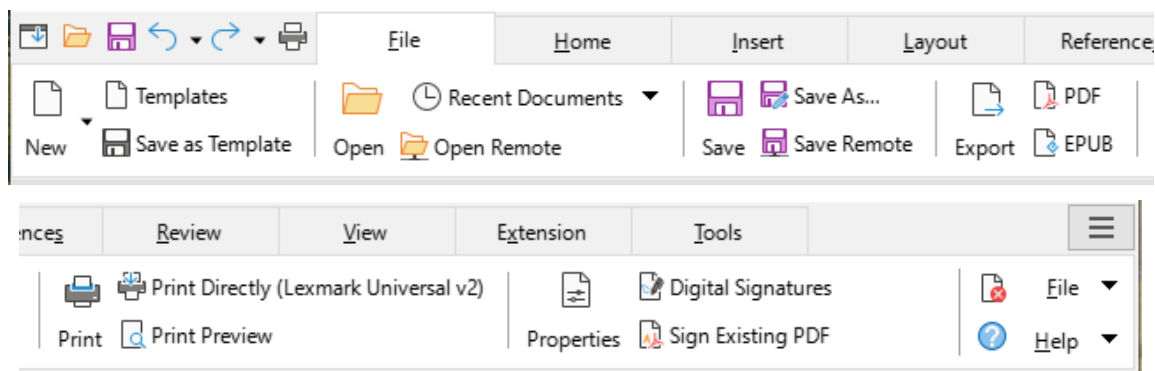 File Home Insert Layout Reference
Templates Recent Documents Save As... PDF
New Save as Template Open Open Remote Save Save Remote Export EPUB
nces Review View Extension Tools
Print Directly (Lexmark Universal v2) Digital Signatures File
Print Print Preview Properties Sign Existing PDF Help